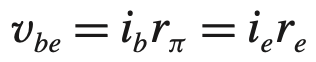 v_{be} = i_b r_π = i_e r_e